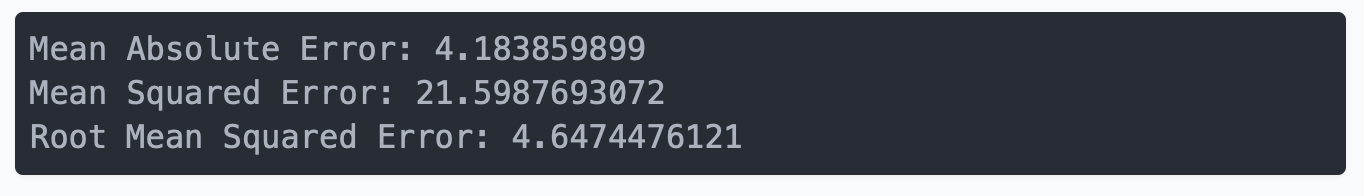 Mean Absolute Error: 4.183859899
Mean Squared Error: 21.5987693072
Root Mean Squared Error: 4.6474476121